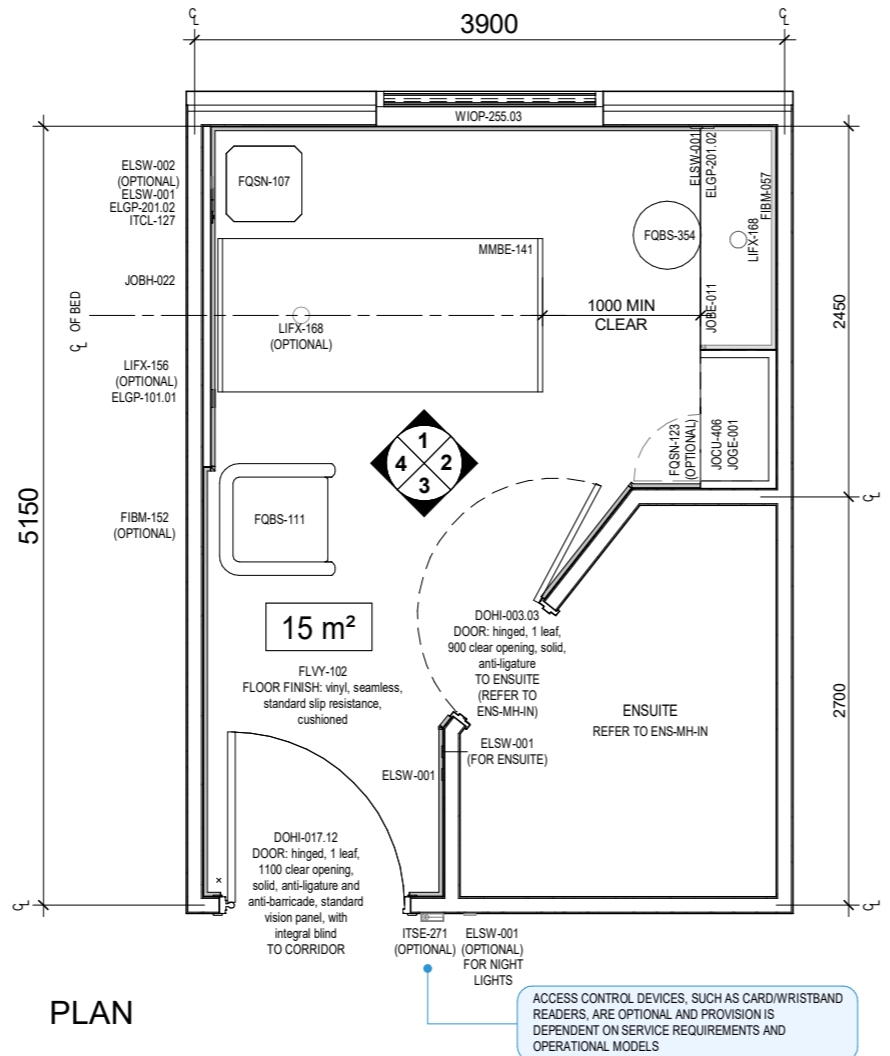 ℄
3900
℄
WIOP-255.03
ELSW-002
(OPTIONAL)
ELSW-001
ELGP-201.02
ITCL-127
FQSN-107
ELSW-001
ELGP-201.02
FIBM-057
FQBS-354
LIFX-168
MMBE-141
JOBH-022
JOBE-011
℄ OF BED
1000 MIN
CLEAR
2450
LIFX-168
(OPTIONAL)
LIFX-156
(OPTIONAL)
ELGP-101.01
1
4 2
3
FQSN-123
(OPTIONAL)
JOCU-406
JOGE-001
℄
5150
FIBM-152
(OPTIONAL)
FQBS-111
15 m²
DOHI-003.03
DOOR: hinged, 1 leaf,
900 clear opening, solid,
anti-ligature
TO ENSUITE
(REFER TO
ENS-MH-IN)
FLVY-102
FLOOR FINISH: vinyl, seamless,
standard slip resistance,
cushioned
ENSUITE
REFER TO ENS-MH-IN
2700
ELSW-001
(FOR ENSUITE)
ELSW-001
DOHI-017.12
DOOR: hinged, 1 leaf,
1100 clear opening,
solid, anti-ligature and
anti-barricade, standard
vision panel, with
integral blind
TO CORRIDOR
℄
℄
ITSE-271
(OPTIONAL)
ELSW-001
(OPTIONAL)
FOR NIGHT
LIGHTS
PLAN
ACCESS CONTROL DEVICES, SUCH AS CARD/WRISTBAND
READERS, ARE OPTIONAL AND PROVISION IS
DEPENDENT ON SERVICE REQUIREMENTS AND
OPERATIONAL MODELS